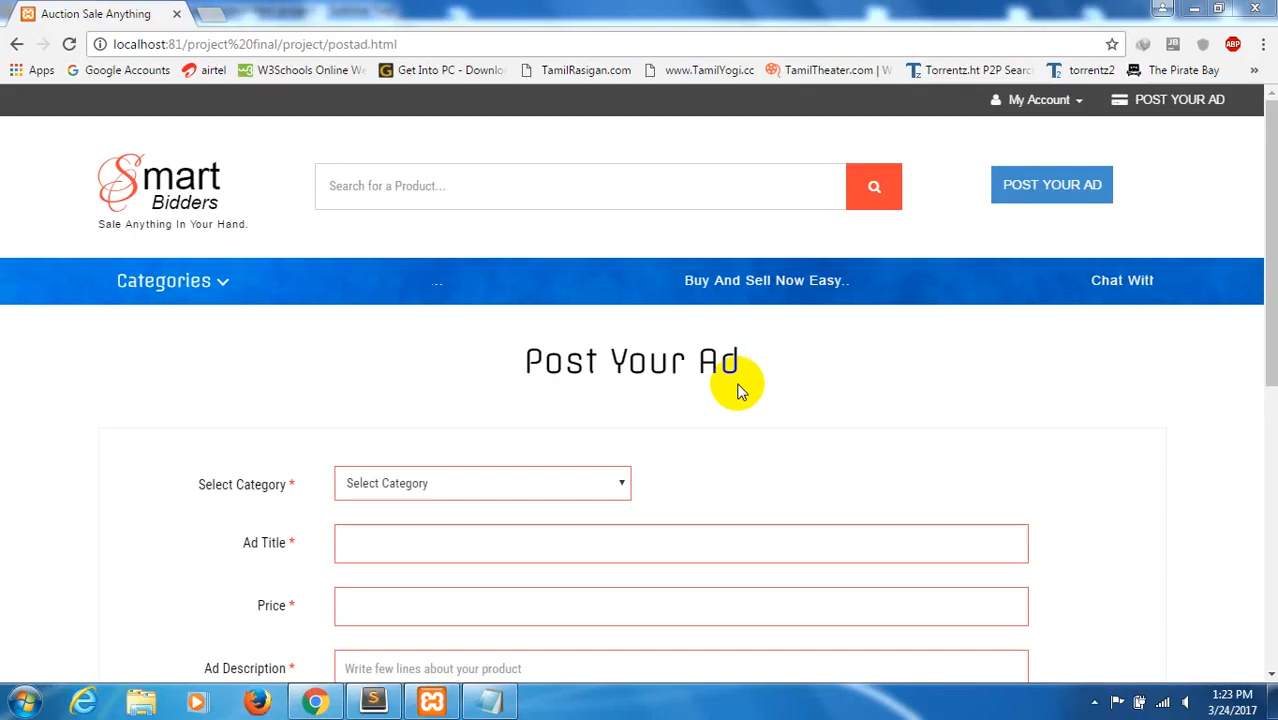 Auction Sale Anything
localhost:81/project%20final/project/postad.html
Apps Google Accounts airtel W3Schools Online We Get Into PC - Downlo TamilRasigan.com www.TamilYogi.cc TamilTheater.com | W Torrentz.ht P2P Searc torrentz2 The Pirate Bay »
My Account POST YOUR AD
Smart
Bidders
Sale Anything In Your Hand.
Search for a Product...
POST YOUR AD
Categories ... Buy And Sell Now Easy.. Chat With
Post Your Ad
Select Category * Select Category
Ad Title *
Price *
Ad Description * Write few lines about your product
1:23 PM
3/24/2017